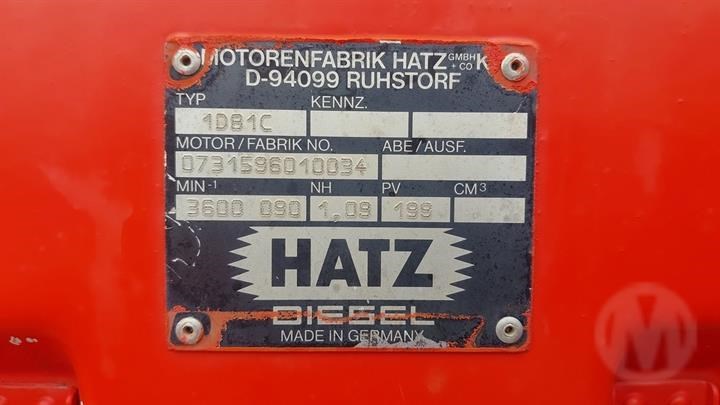 MOTORENFABRIK HATZ GMBH + CO K
D-94099 RUHSTORF
TYP KENNZ.
1D81C
MOTOR/FABRIK NO. ABE/AUSF.
0731596010034
MIN-1 NH PV CM3
3600 090 1,09 199
HATZ
DIESEL
MADE IN GERMANY
M